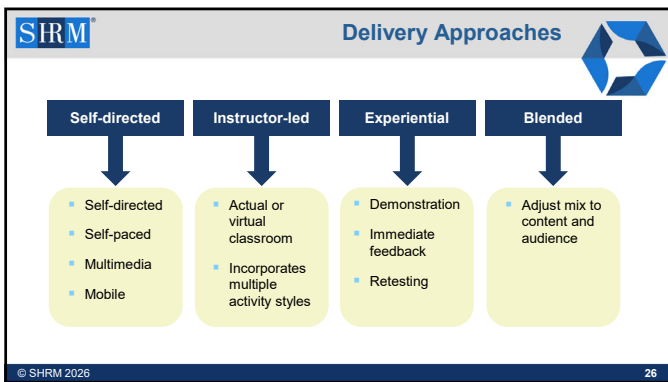 SHRM®
Delivery Approaches
Self-directed
Instructor-led
Experiential
Blended
Self-directed
Self-paced
Multimedia
Mobile
Actual or
virtual
classroom
Incorporates
multiple
activity styles
Demonstration
Immediate
feedback
Retesting
Adjust mix to
content and
audience
© SHRM 2026
26